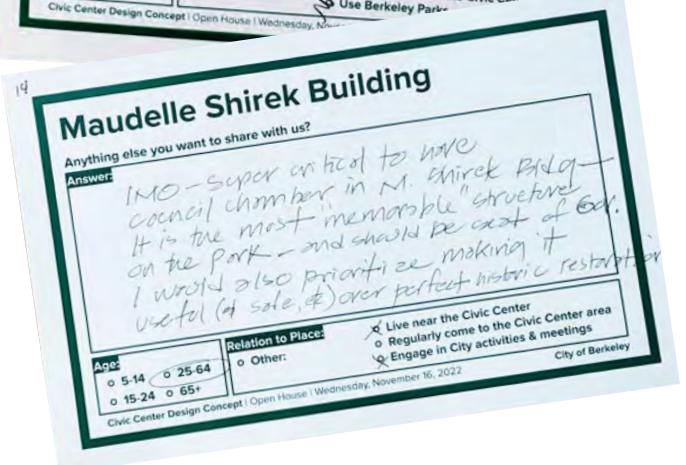 Civic Center Design Concept | Open House | Wednesday,
Use Berkeley Park
14
Maudelle Shirek Building
Anything else you want to share with us?
Answer:
IMO - Super critical to have
council chamber in M. Shirek Bldg—
It is the most "memorable" structure
on the Park - and should be seat of Gov.
I would also prioritize making it
useful (& safe, &) over perfect historic restoration
Age:
o 5-14 o 25-64
o 15-24 o 65+
Relation to Place:
o Other:
o Live near the Civic Center
o Regularly come to the Civic Center area
o Engage in City activities & meetings
Civic Center Design Concept | Open House | Wednesday, November 16, 2022
City of Berkeley